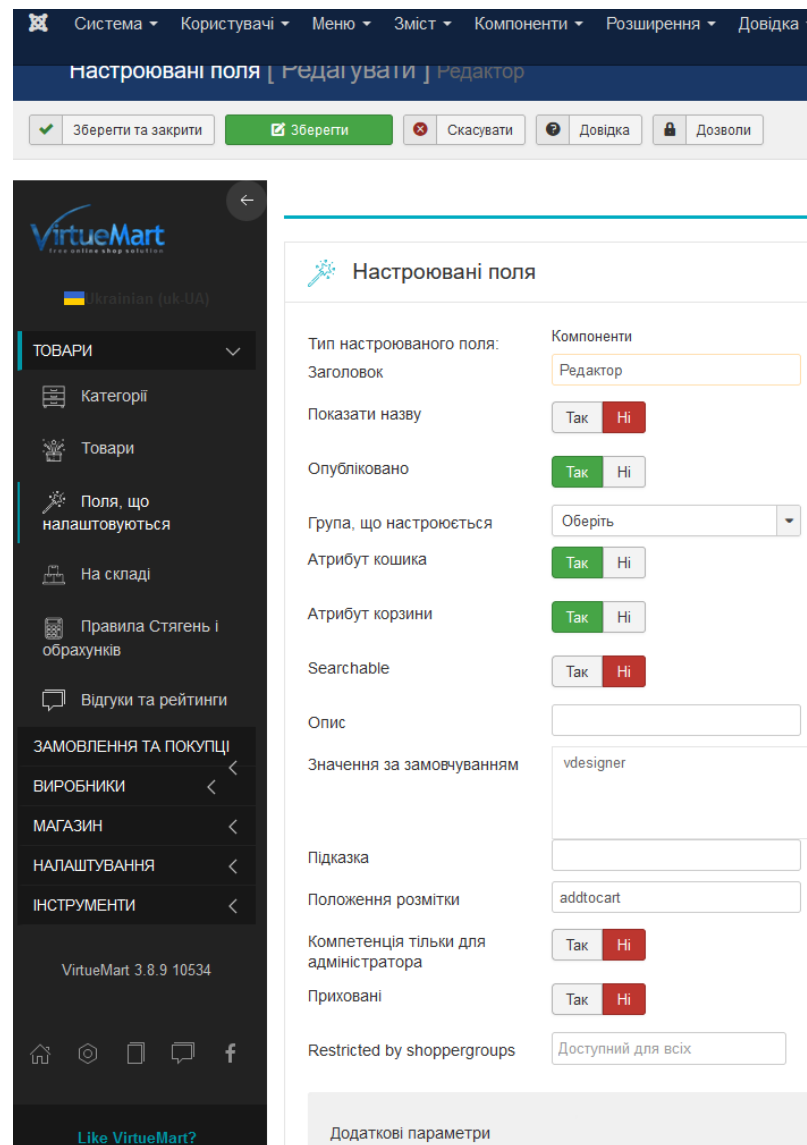 Система Користувачі Меню Зміст Компоненти Розширення Довідка
Настроювані поля [ Редагувати ] Редактор
Зберегти та закрити Зберегти Скасувати Довідка Дозволи
VirtueMart
free online shop solution
Ukrainian (uk-UA)
ТОВАРИ
Категорії
Товари
Поля, що
налаштовуються
На складі
Правила Стягень і
обрахунків
Відгуки та рейтинги
ЗАМОВЛЕННЯ ТА ПОКУПЦІ
ВИРОБНИКИ
МАГАЗИН
НАЛАШТУВАННЯ
ІНСТРУМЕНТИ
VirtueMart 3.8.9 10534
Like VirtueMart?
Настроювані поля
Тип настроюваного поля: Компоненти
Заголовок Редактор
Показати назву Так Ні
Опубліковано Так Ні
Група, що настроюється Оберіть
Атрибут кошика Так Ні
Атрибут корзини Так Ні
Searchable Так Ні
Опис
Значення за замовчуванням vdesigner
Підказка
Положення розмітки addtocart
Компетенція тільки для
адміністратора Так Ні
Приховані Так Ні
Restricted by shoppergroups Доступний для всіх
Додаткові параметри